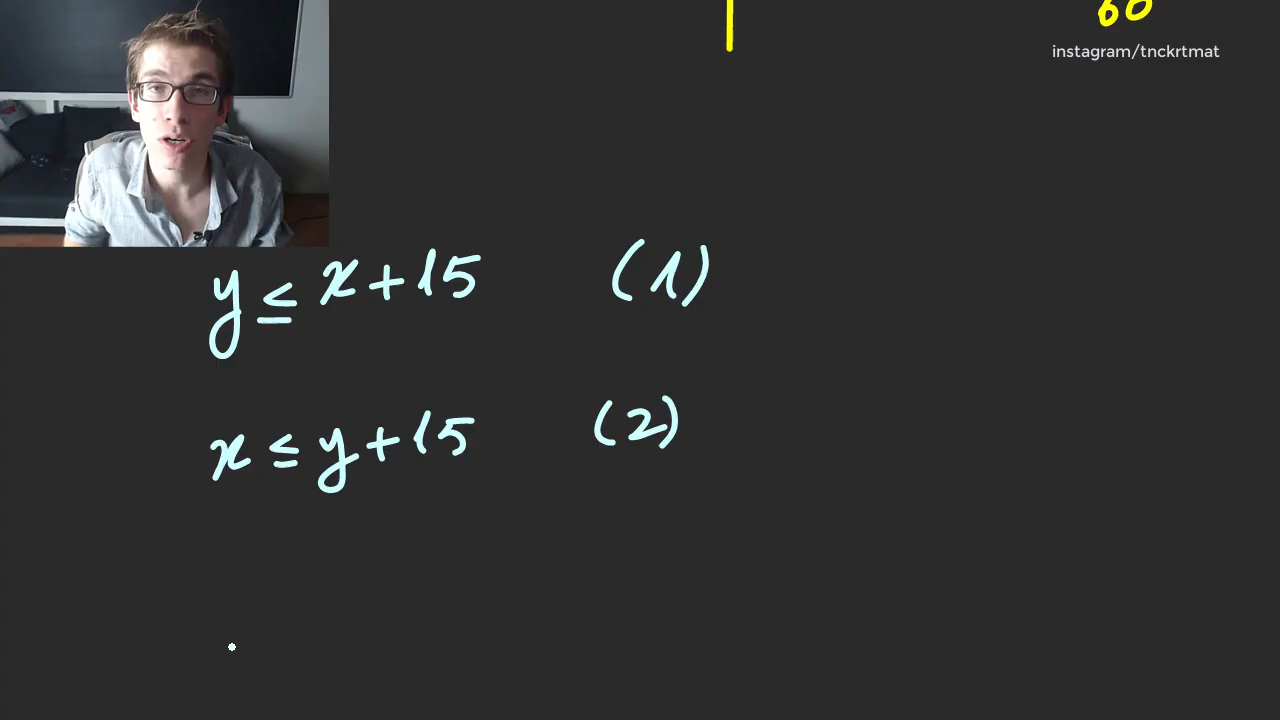 60
instagram/tnckrtmat
y ≤ x + 15 (1)
x ≤ y + 15 (2)